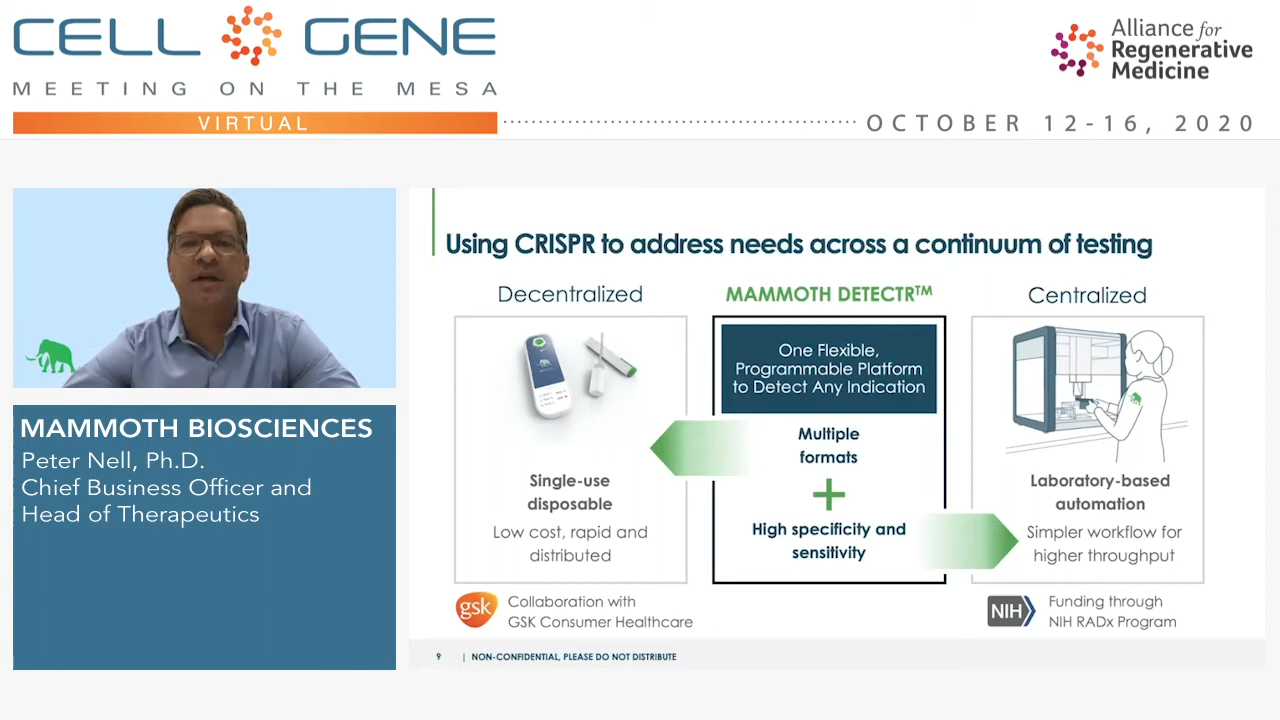 CELL GENE
MEETING ON THE MESA
VIRTUAL
Alliance for
Regenerative
Medicine
OCTOBER 12-16, 2020
MAMMOTH BIOSCIENCES
Peter Nell, Ph.D.
Chief Business Officer and
Head of Therapeutics
Using CRISPR to address needs across a continuum of testing
Decentralized
Single-use
disposable
Low cost, rapid and
distributed
gsk
Collaboration with
GSK Consumer Healthcare
MAMMOTH DETECTR™
One Flexible,
Programmable Platform
to Detect Any Indication
Multiple
formats
+
High specificity and
sensitivity
Centralized
Laboratory-based
automation
Simpler workflow for
higher throughput
NIH
Funding through
NIH RADx Program
9 | NON-CONFIDENTIAL, PLEASE DO NOT DISTRIBUTE